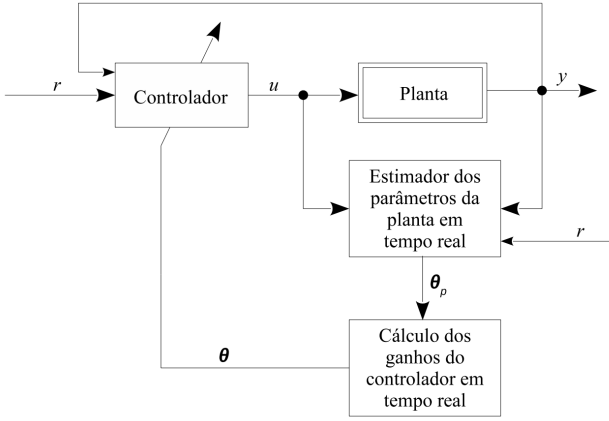 r
Controlador
u
Planta
y
Estimador dos
parâmetros da
planta em
tempo real
r
θp
Cálculo dos
ganhos do
controlador em
tempo real
θ